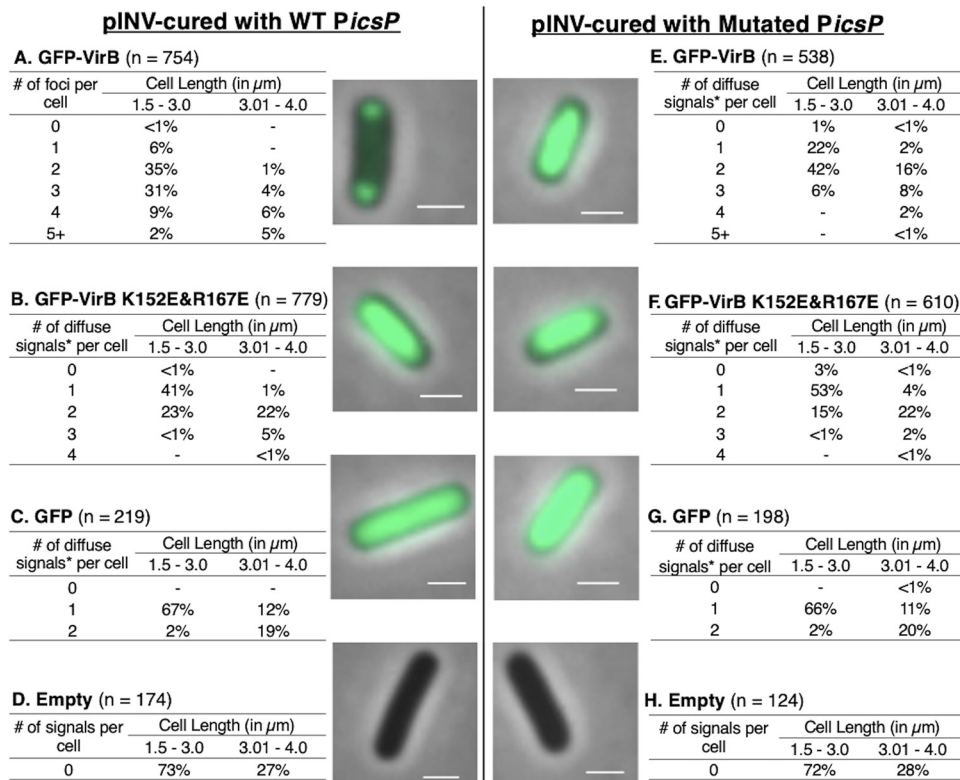 pINV-cured with WT PicsP
A. GFP-VirB (n = 754)
# of foci per cell Cell Length (in µm)
1.5 - 3.0 3.01 - 4.0
0 <1% -
1 6% -
2 35% 1%
3 31% 4%
4 9% 6%
5+ 2% 5%
B. GFP-VirB K152E&R167E (n = 779)
# of diffuse signals* per cell Cell Length (in µm)
1.5 - 3.0 3.01 - 4.0
0 <1% -
1 41% 1%
2 23% 22%
3 <1% 5%
4 - <1%
C. GFP (n = 219)
# of diffuse signals* per cell Cell Length (in µm)
1.5 - 3.0 3.01 - 4.0
0 - -
1 67% 12%
2 2% 19%
D. Empty (n = 174)
# of signals per cell Cell Length (in µm)
1.5 - 3.0 3.01 - 4.0
0 73% 27%
pINV-cured with Mutated PicsP
E. GFP-VirB (n = 538)
# of diffuse signals* per cell Cell Length (in µm)
1.5 - 3.0 3.01 - 4.0
0 1% <1%
1 22% 2%
2 42% 16%
3 6% 8%
4 - 2%
5+ - <1%
F. GFP-VirB K152E&R167E (n = 610)
# of diffuse signals* per cell Cell Length (in µm)
1.5 - 3.0 3.01 - 4.0
0 3% <1%
1 53% 4%
2 15% 22%
3 <1% 2%
4 - <1%
G. GFP (n = 198)
# of diffuse signals* per cell Cell Length (in µm)
1.5 - 3.0 3.01 - 4.0
0 - <1%
1 66% 11%
2 2% 20%
H. Empty (n = 124)
# of signals per cell Cell Length (in µm)
1.5 - 3.0 3.01 - 4.0
0 72% 28%